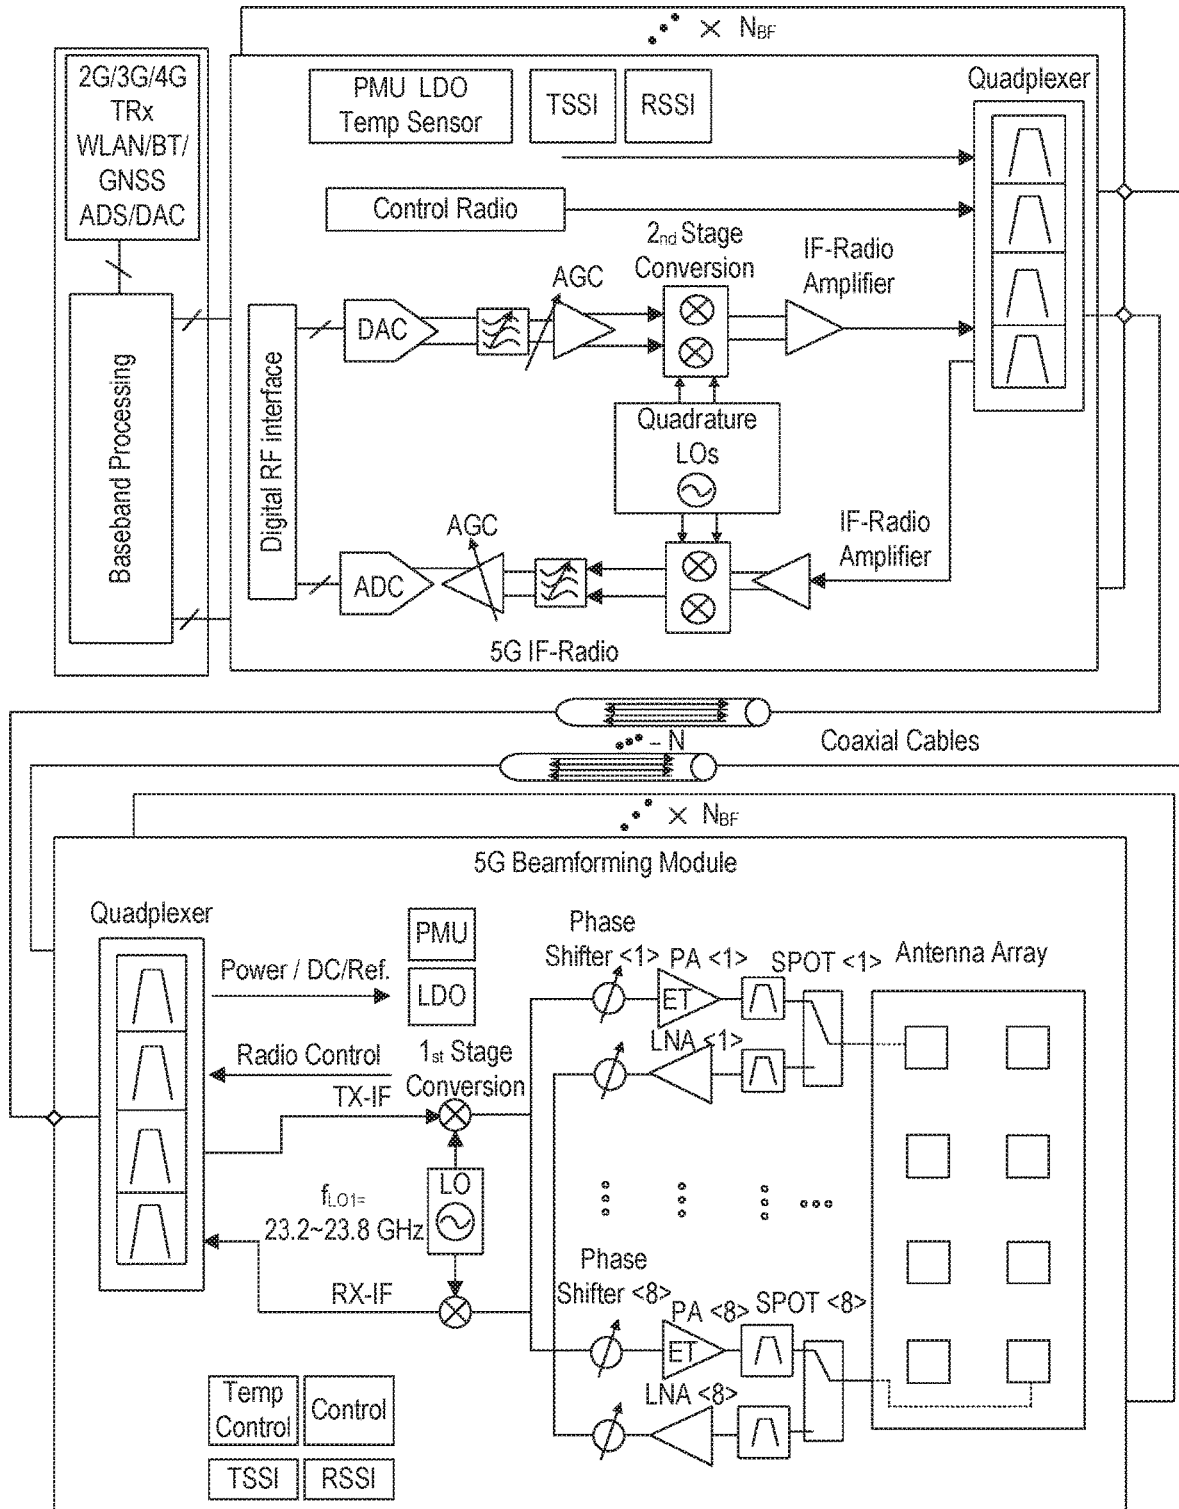 × NBF
2G/3G/4G
TRx
WLAN/BT/
GNSS
ADS/DAC
Baseband Processing
PMU LDO
Temp Sensor
TSSI
RSSI
Quadplexer
Control Radio
2nd Stage
Conversion
IF-Radio
Amplifier
AGC
DAC
Digital RF interface
Quadrature
LOs
AGC
ADC
IF-Radio
Amplifier
5G IF-Radio
– N
Coaxial Cables
× NBF
5G Beamforming Module
Quadplexer
Power / DC/Ref.
PMU
LDO
Radio Control
1st Stage
Conversion
TX-IF
fLO1=
23.2~23.8 GHz
LO
RX-IF
Phase
Shifter <1>
PA <1>
SPOT <1>
Antenna Array
ET
LNA <1>
Phase
Shifter <8>
PA <8>
SPOT <8>
ET
LNA <8>
Temp
Control
Control
TSSI
RSSI